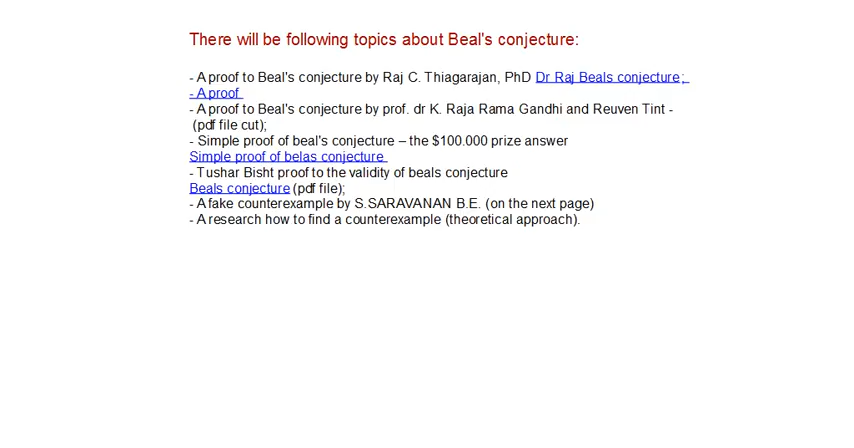 There will be following topics about Beal's conjecture:
- A proof to Beal's conjecture by Raj C. Thiagarajan, PhD Dr Raj Beals conjecture;
- A proof
- A proof to Beal's conjecture by prof. dr K. Raja Rama Gandhi and Reuven Tint -
(pdf file cut);
- Simple proof of beal's conjecture – the $100.000 prize answer
Simple proof of belas conjecture
- Tushar Bisht proof to the validity of beals conjecture
Beals conjecture (pdf file);
- A fake counterexample by S.SARAVANAN B.E. (on the next page)
- A research how to find a counterexample (theoretical approach).